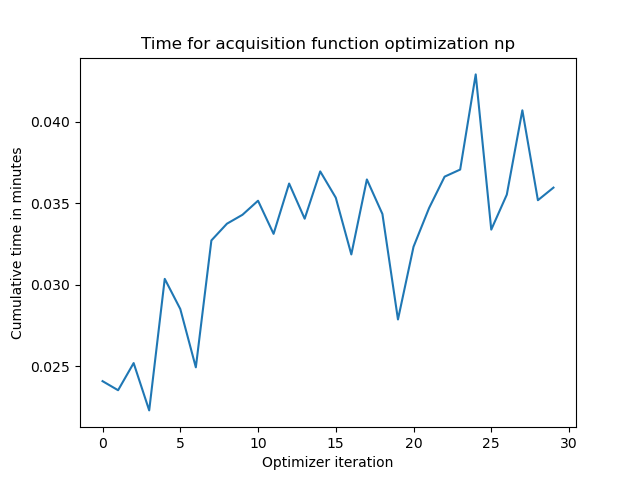 Time for acquisition function optimization np
Cumulative time in minutes
0.040
0.035
0.030
0.025
0 5 10 15 20 25 30
Optimizer iteration